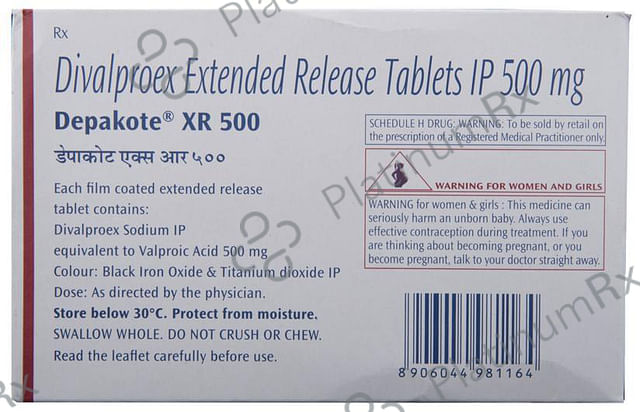 Rx
Divalproex Extended Release Tablets IP 500 mg
Depakote® XR 500
डेपाकोट एक्स आर ५००
Each film coated extended release
tablet contains:
Divalproex Sodium IP
equivalent to Valproic Acid 500 mg
Colour: Black Iron Oxide & Titanium dioxide IP
Dose: As directed by the physician.
Store below 30°C. Protect from moisture.
SWALLOW WHOLE. DO NOT CRUSH OR CHEW.
Read the leaflet carefully before use.
SCHEDULE H DRUG: WARNING: To be sold by retail on
the prescription of a Registered Medical Practitioner only.
WARNING FOR WOMEN AND GIRLS
WARNING for women & girls : This medicine can
seriously harm an unborn baby. Always use
effective contraception during treatment. If you
are thinking about becoming pregnant, or you
become pregnant, talk to your doctor straight away.
8906044981164
PlatinumRx
PlatinumRx
PlatinumRx